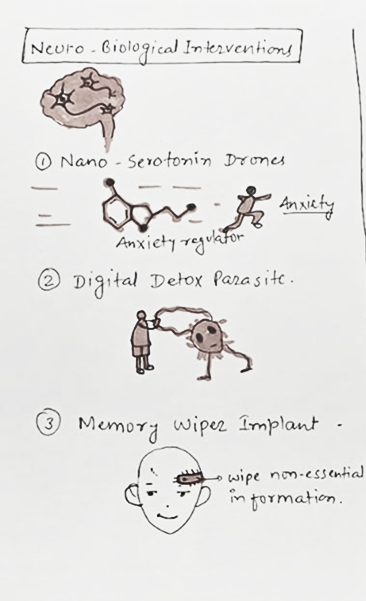 Neuro - Biological Interventions
① Nano - Serotonin Drones
Anxiety
Anxiety regulator
② Digital Detox Parasite.
③ Memory Wiper Implant -
wipe non-essential
information.